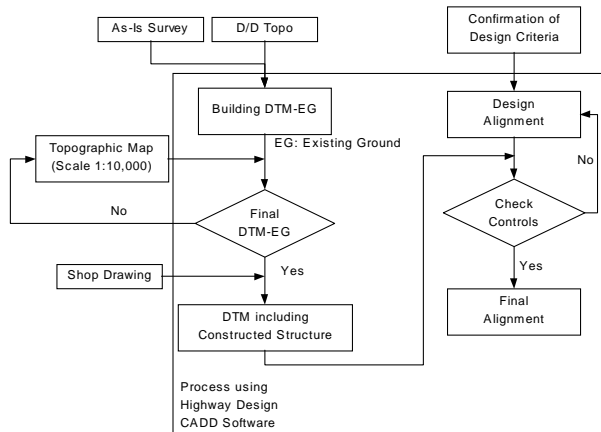 As-Is Survey
D/D Topo
Confirmation of
Design Criteria
Building DTM-EG
Design
Alignment
EG: Existing Ground
Topographic Map
(Scale 1:10,000)
No
No
Final
DTM-EG
Check
Controls
Shop Drawing
Yes
Yes
DTM including
Constructed Structure
Final
Alignment
Process using
Highway Design
CADD Software